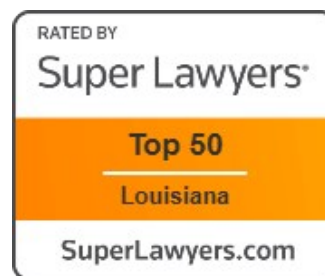 RATED BY
Super Lawyers®
Top 50
Louisiana
SuperLawyers.com